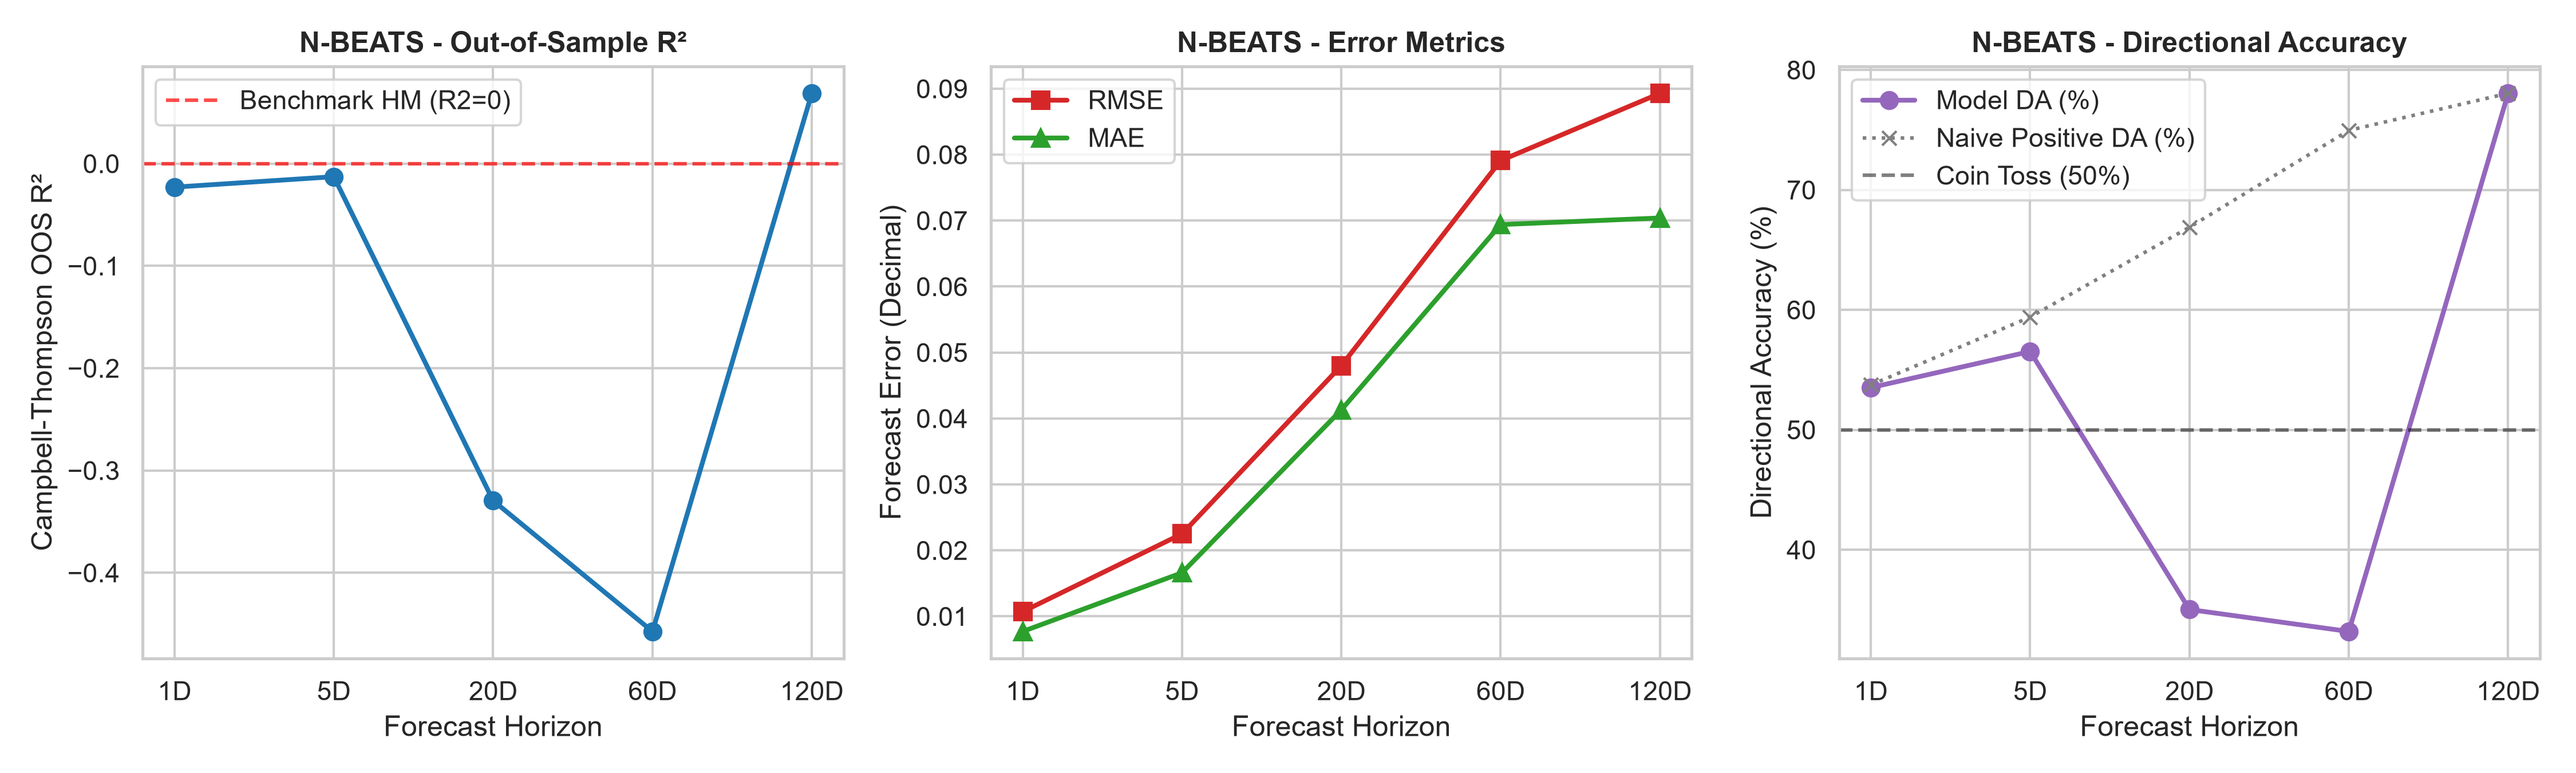 N-BEATS - Out-of-Sample R²
Benchmark HM (R2=0)
Campbell-Thompson OOS R²
0.0
−0.1
−0.2
−0.3
−0.4
1D 5D 20D 60D 120D
Forecast Horizon
N-BEATS - Error Metrics
RMSE
MAE
Forecast Error (Decimal)
0.09
0.08
0.07
0.06
0.05
0.04
0.03
0.02
0.01
1D 5D 20D 60D 120D
Forecast Horizon
N-BEATS - Directional Accuracy
Model DA (%)
Naive Positive DA (%)
Coin Toss (50%)
Directional Accuracy (%)
80
70
60
50
40
1D 5D 20D 60D 120D
Forecast Horizon